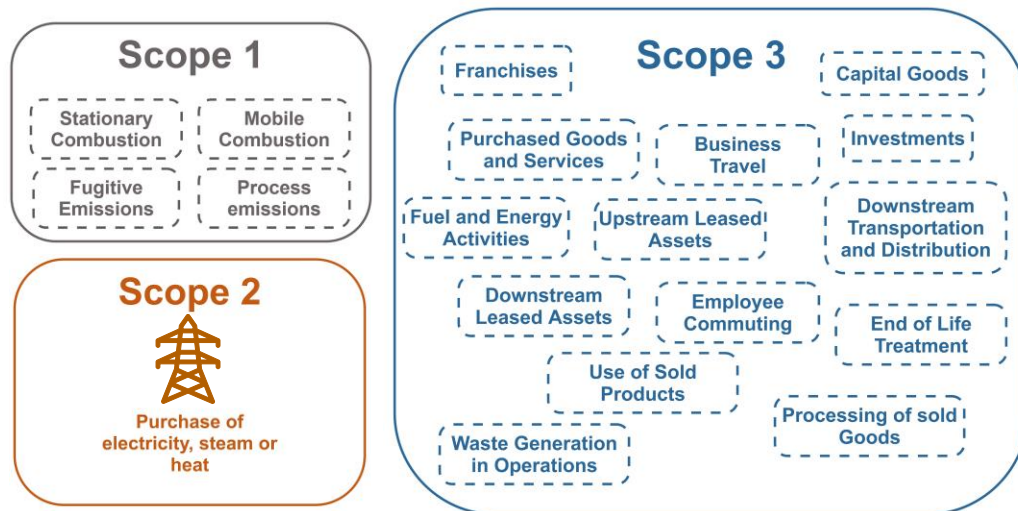 Scope 1
Stationary
Combustion
Mobile
Combustion
Fugitive
Emissions
Process
emissions
Scope 2
Purchase of
electricity, steam or
heat
Scope 3
Franchises
Capital Goods
Purchased Goods
and Services
Business
Travel
Investments
Fuel and Energy
Activities
Upstream Leased
Assets
Downstream
Transportation
and Distribution
Downstream
Leased Assets
Employee
Commuting
End of Life
Treatment
Use of Sold
Products
Processing of sold
Goods
Waste Generation
in Operations